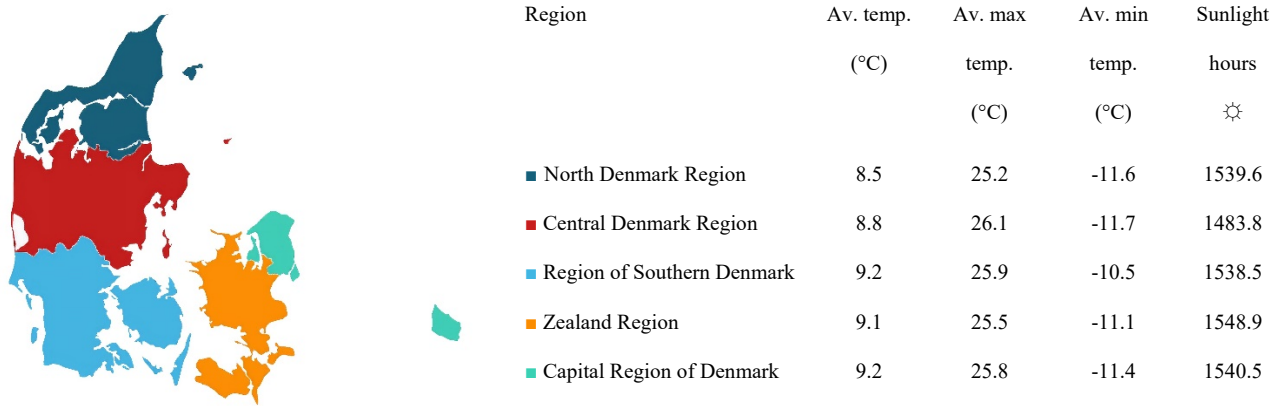 Region Av. temp. Av. max Av. min Sunlight
(°C) temp. temp. hours
(°C) (°C) ☼
■ North Denmark Region 8.5 25.2 -11.6 1539.6
■ Central Denmark Region 8.8 26.1 -11.7 1483.8
■ Region of Southern Denmark 9.2 25.9 -10.5 1538.5
■ Zealand Region 9.1 25.5 -11.1 1548.9
■ Capital Region of Denmark 9.2 25.8 -11.4 1540.5